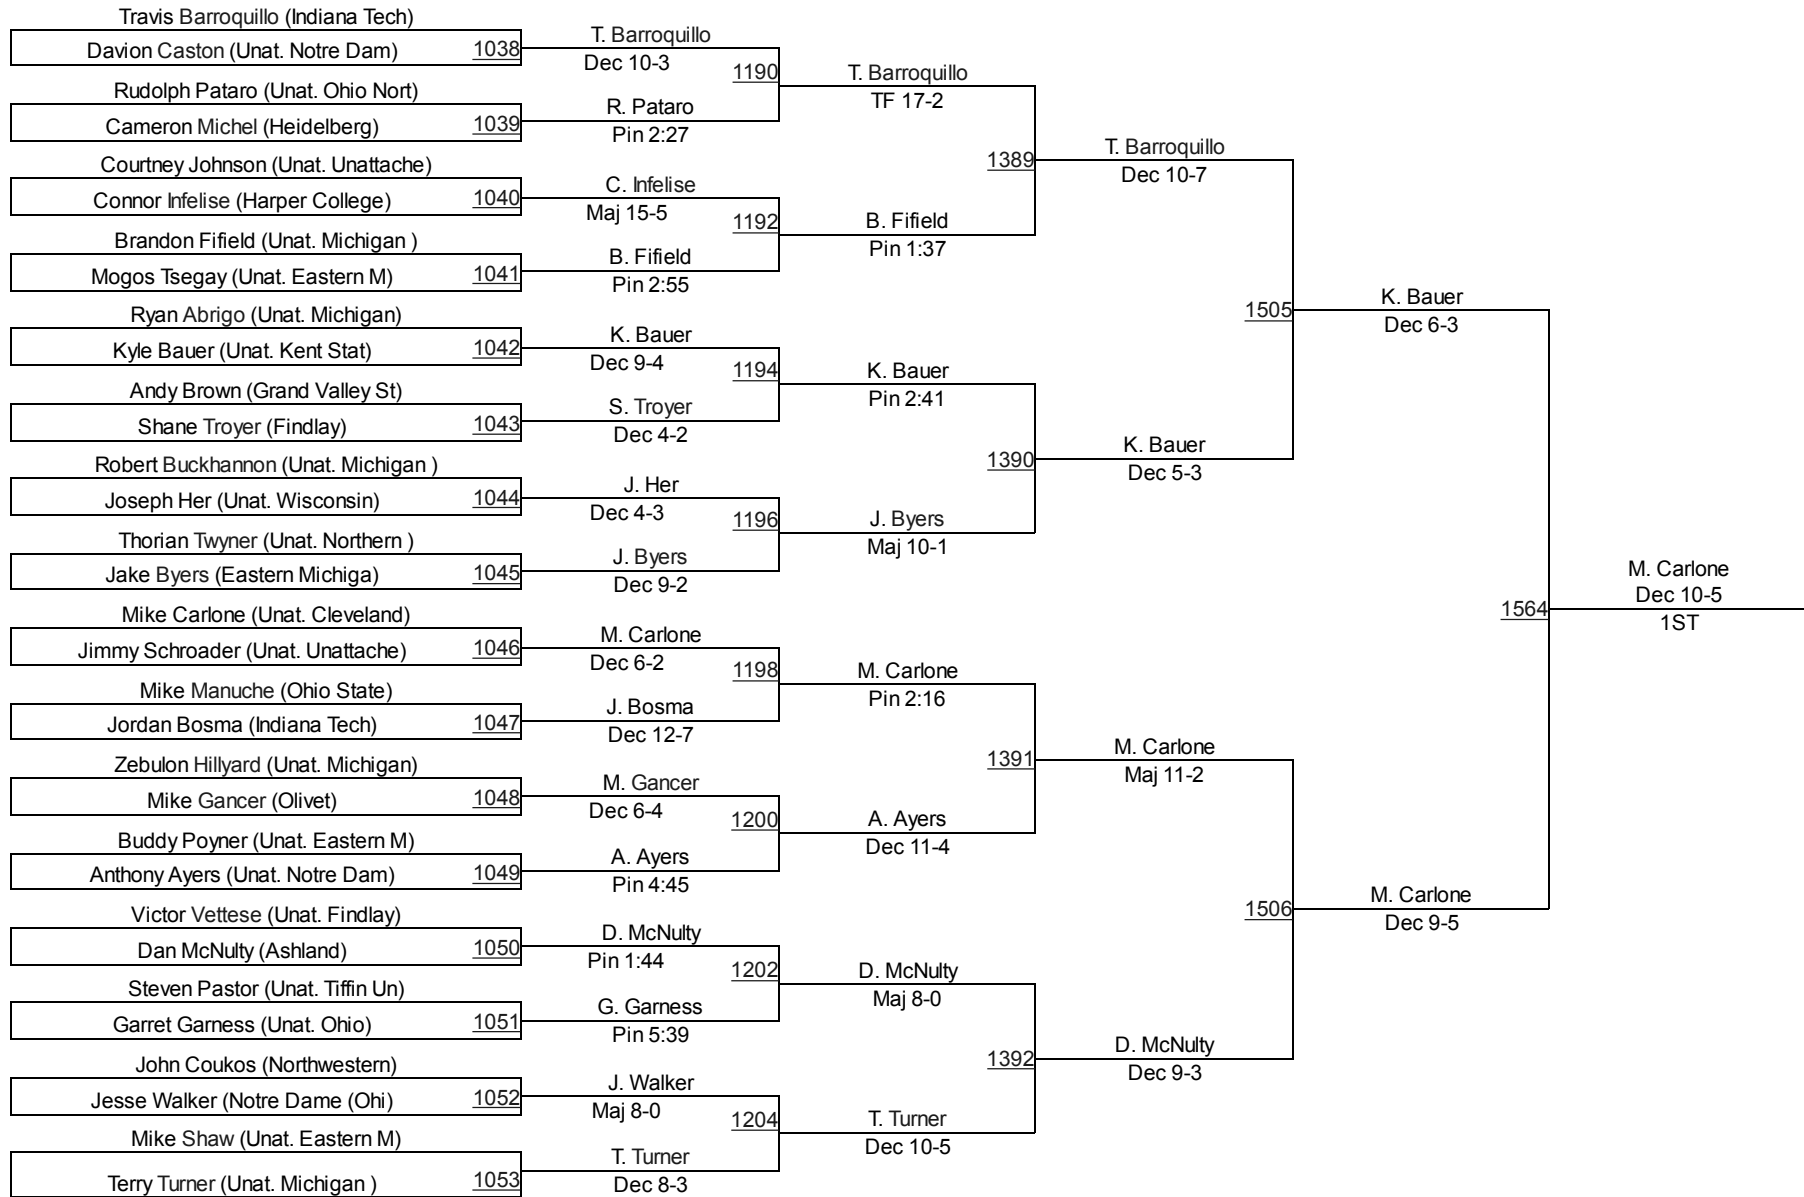 Travis Barroquillo (Indiana Tech)
Davion Caston (Unat. Notre Dam)
1038
Rudolph Pataro (Unat. Ohio Nort)
Cameron Michel (Heidelberg)
1039
Courtney Johnson (Unat. Unattache)
Connor Infelise (Harper College)
1040
Brandon Fifield (Unat. Michigan )
Mogos Tsegay (Unat. Eastern M)
1041
Ryan Abrigo (Unat. Michigan)
Kyle Bauer (Unat. Kent Stat)
1042
Andy Brown (Grand Valley St)
Shane Troyer (Findlay)
1043
Robert Buckhannon (Unat. Michigan )
Joseph Her (Unat. Wisconsin)
1044
Thorian Twyner (Unat. Northern )
Jake Byers (Eastern Michiga)
1045
Mike Carlone (Unat. Cleveland)
Jimmy Schroader (Unat. Unattache)
1046
Mike Manuche (Ohio State)
Jordan Bosma (Indiana Tech)
1047
Zebulon Hillyard (Unat. Michigan)
Mike Gancer (Olivet)
1048
Buddy Poyner (Unat. Eastern M)
Anthony Ayers (Unat. Notre Dam)
1049
Victor Vettese (Unat. Findlay)
Dan McNulty (Ashland)
1050
Steven Pastor (Unat. Tiffin Un)
Garret Garness (Unat. Ohio)
1051
John Coukos (Northwestern)
Jesse Walker (Notre Dame (Ohi)
1052
Mike Shaw (Unat. Eastern M)
Terry Turner (Unat. Michigan )
1053
T. Barroquillo
Dec 10-3
1190
R. Pataro
Pin 2:27
C. Infelise
Maj 15-5
1192
B. Fifield
Pin 2:55
K. Bauer
Dec 9-4
1194
S. Troyer
Dec 4-2
J. Her
Dec 4-3
1196
J. Byers
Dec 9-2
M. Carlone
Dec 6-2
1198
J. Bosma
Dec 12-7
M. Gancer
Dec 6-4
1200
A. Ayers
Pin 4:45
D. McNulty
Pin 1:44
1202
G. Garness
Pin 5:39
J. Walker
Maj 8-0
1204
T. Turner
Dec 8-3
T. Barroquillo
TF 17-2
1389
B. Fifield
Pin 1:37
K. Bauer
Pin 2:41
1390
J. Byers
Maj 10-1
M. Carlone
Pin 2:16
1391
A. Ayers
Dec 11-4
D. McNulty
Maj 8-0
1392
T. Turner
Dec 10-5
T. Barroquillo
Dec 10-7
1505
K. Bauer
Dec 5-3
M. Carlone
Maj 11-2
1506
D. McNulty
Dec 9-3
K. Bauer
Dec 6-3
1564
M. Carlone
Dec 9-5
M. Carlone
Dec 10-5
1ST